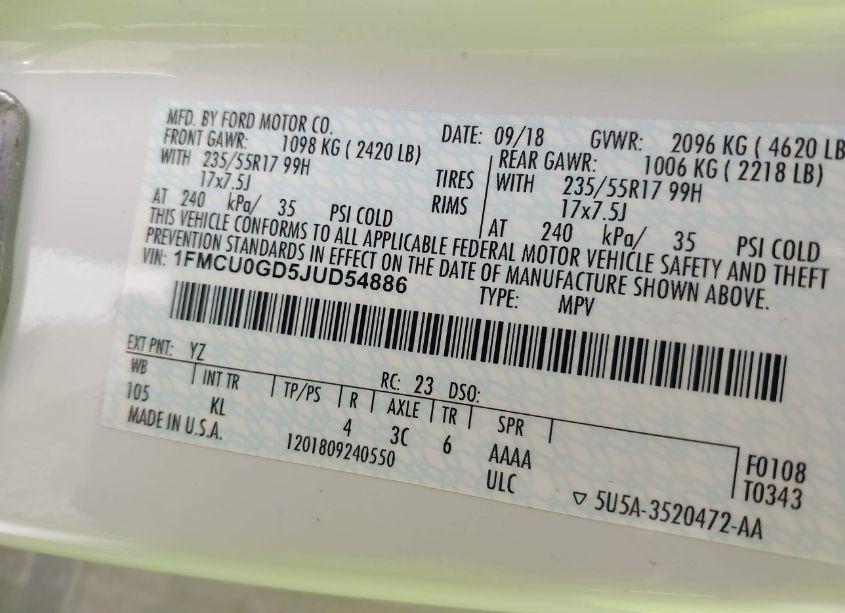 MFD. BY FORD MOTOR CO.
DATE: 09/18 GVWR: 2096 KG ( 4620 LB
FRONT GAWR: 1098 KG ( 2420 LB) REAR GAWR: 1006 KG ( 2218 LB)
WITH 235/55R17 99H TIRES WITH 235/55R17 99H
17x7.5J RIMS 17x7.5J
AT 240 kPa/ 35 PSI COLD AT 240 kPa/ 35 PSI COLD
THIS VEHICLE CONFORMS TO ALL APPLICABLE FEDERAL MOTOR VEHICLE SAFETY AND THEFT
PREVENTION STANDARDS IN EFFECT ON THE DATE OF MANUFACTURE SHOWN ABOVE.
VIN: 1FMCU0GD5JUD54886
TYPE: MPV
EXT PNT: YZ RC: 23 DSO:
WB INT TR TP/PS R AXLE TR SPR
105 KL 4 3C 6 AAAA
ULC
MADE IN U.S.A. 1201809240550
F0108
T0343
▽ 5U5A-3520472-AA